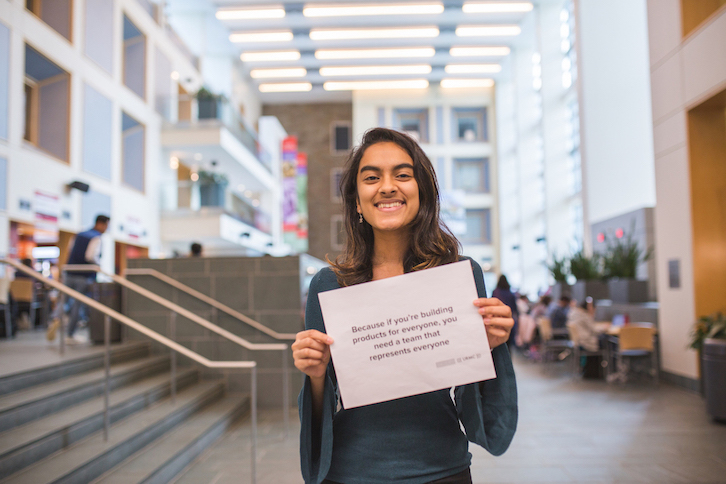 Because if you're building
products for everyone, you
need a team that
represents everyone